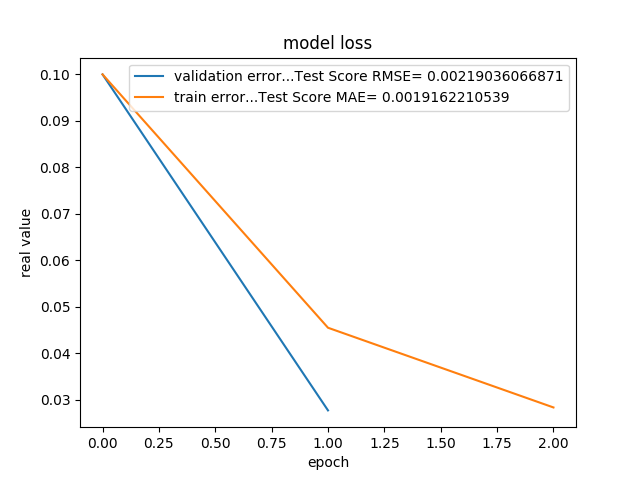 model loss
validation error...Test Score RMSE= 0.00219036066871
train error...Test Score MAE= 0.0019162210539
0.10
0.09
0.08
0.07
0.06
0.05
0.04
0.03
real value
0.00 0.25 0.50 0.75 1.00 1.25 1.50 1.75 2.00
epoch